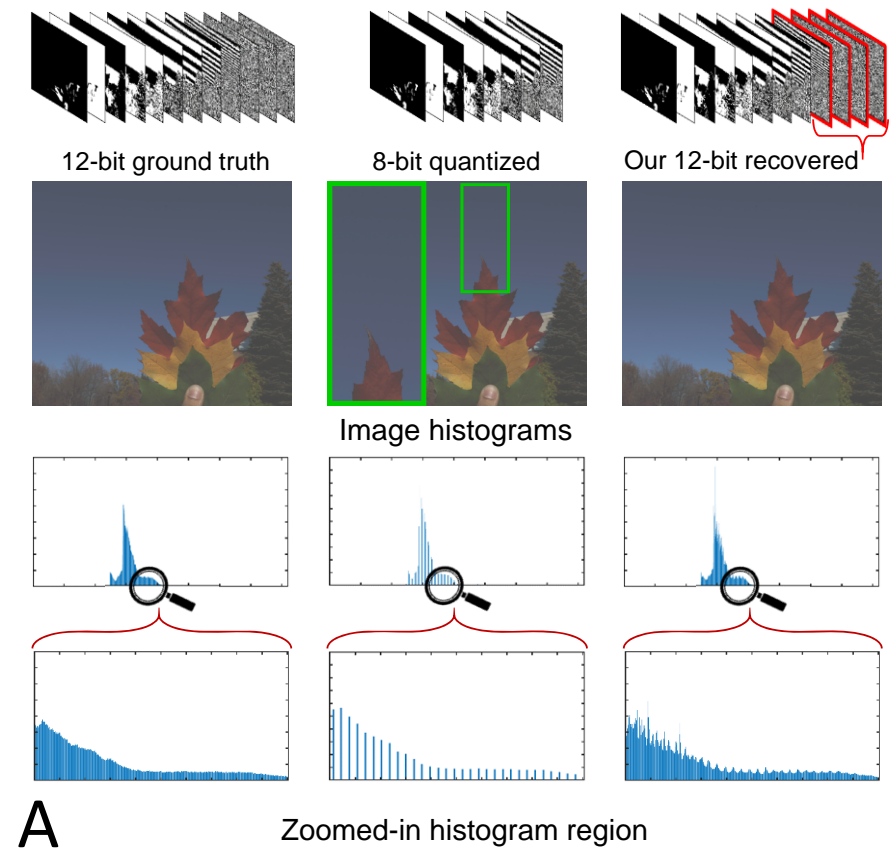 12-bit ground truth
8-bit quantized
Our 12-bit recovered
Image histograms
A
Zoomed-in histogram region